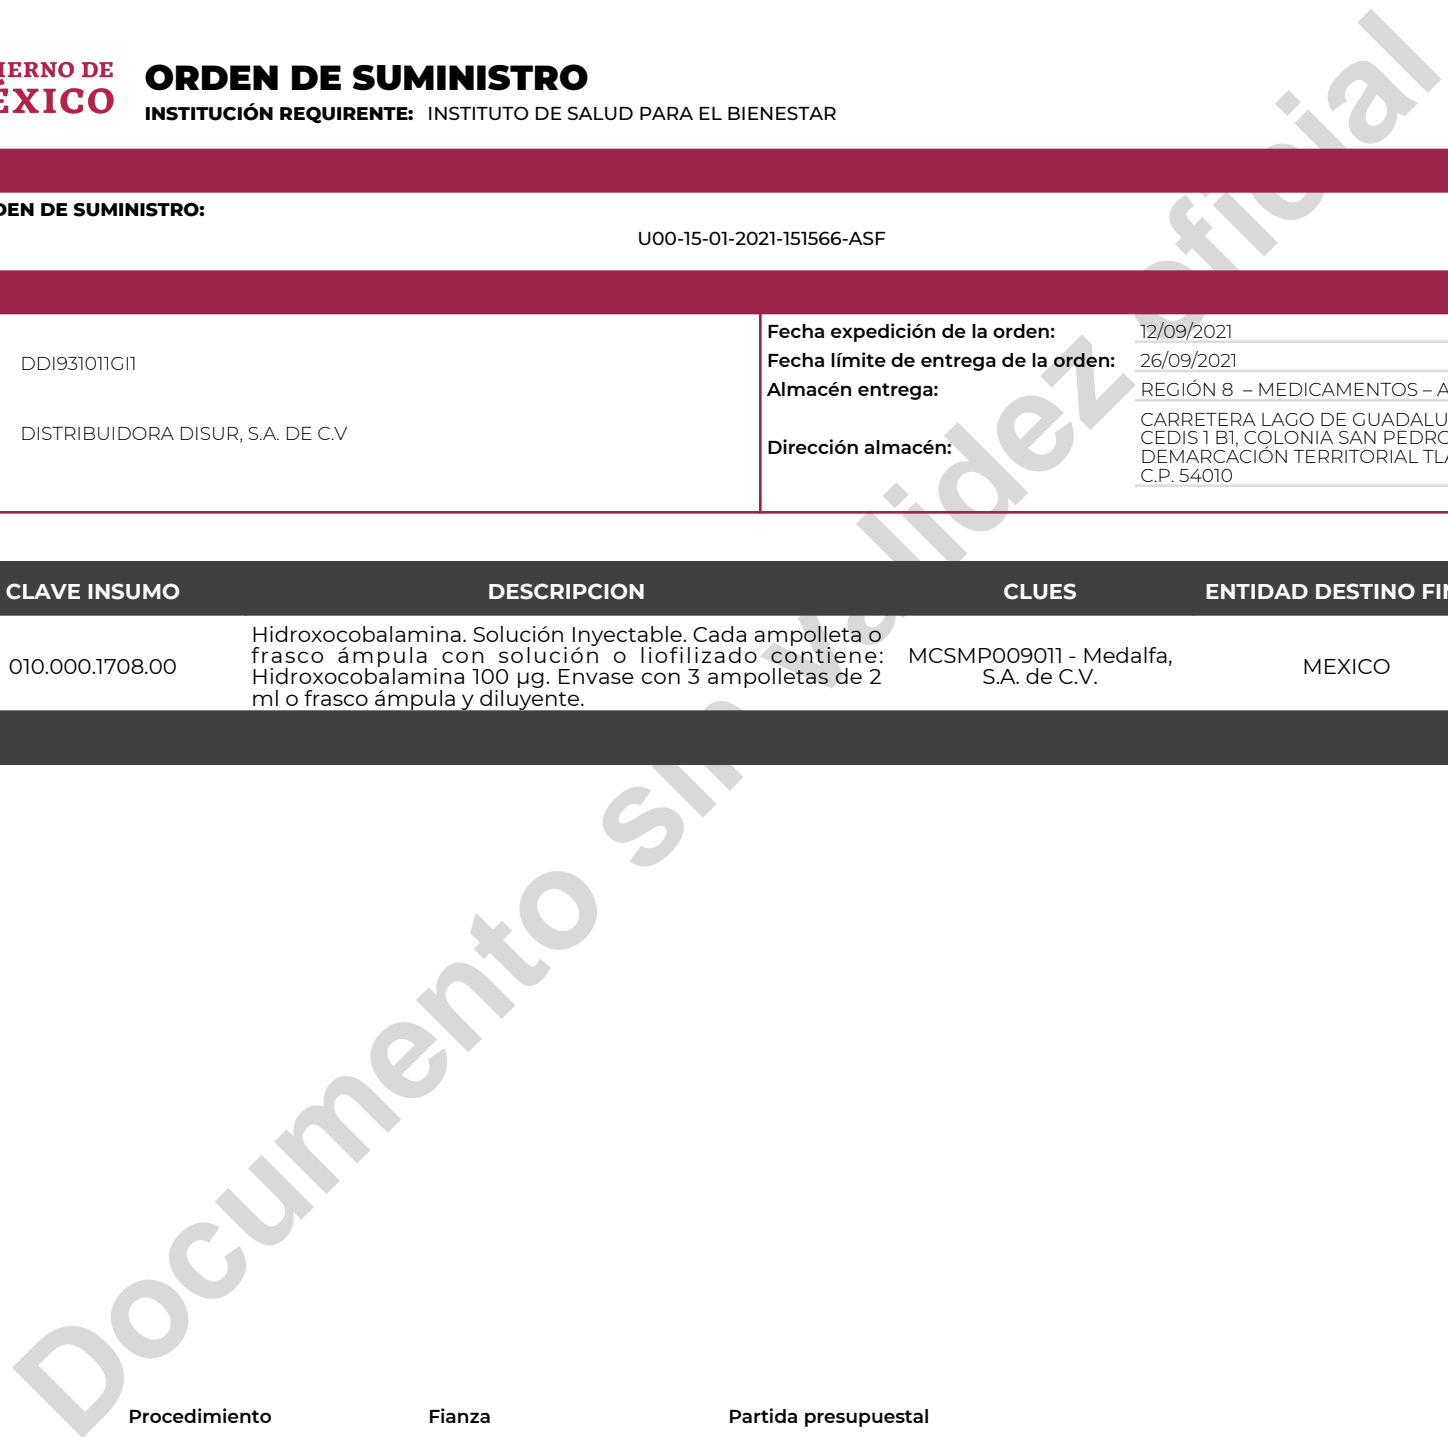 IERNO DE
ÉXICO
ORDEN DE SUMINISTRO
INSTITUCIÓN REQUIRENTE: INSTITUTO DE SALUD PARA EL BIENESTAR
DEN DE SUMINISTRO:
U00-15-01-2021-151566-ASF
DDI931011GI1
DISTRIBUIDORA DISUR, S.A. DE C.V
Fecha expedición de la orden: 12/09/2021
Fecha límite de entrega de la orden: 26/09/2021
Almacén entrega: REGIÓN 8 – MEDICAMENTOS – A
Dirección almacén:
CARRETERA LAGO DE GUADALU
CEDIS 1 B1, COLONIA SAN PEDRO
DEMARCACIÓN TERRITORIAL TLA
C.P. 54010
CLAVE INSUMO DESCRIPCION CLUES ENTIDAD DESTINO FIN
010.000.1708.00
Hidroxocobalamina. Solución Inyectable. Cada ampolleta o
frasco ámpula con solución o liofilizado contiene:
Hidroxocobalamina 100 µg. Envase con 3 ampolletas de 2
ml o frasco ámpula y diluyente.
MCSMP009011 - Medalfa,
S.A. de C.V.
MEXICO
Documento sin validez oficial
Procedimiento Fianza Partida presupuestal